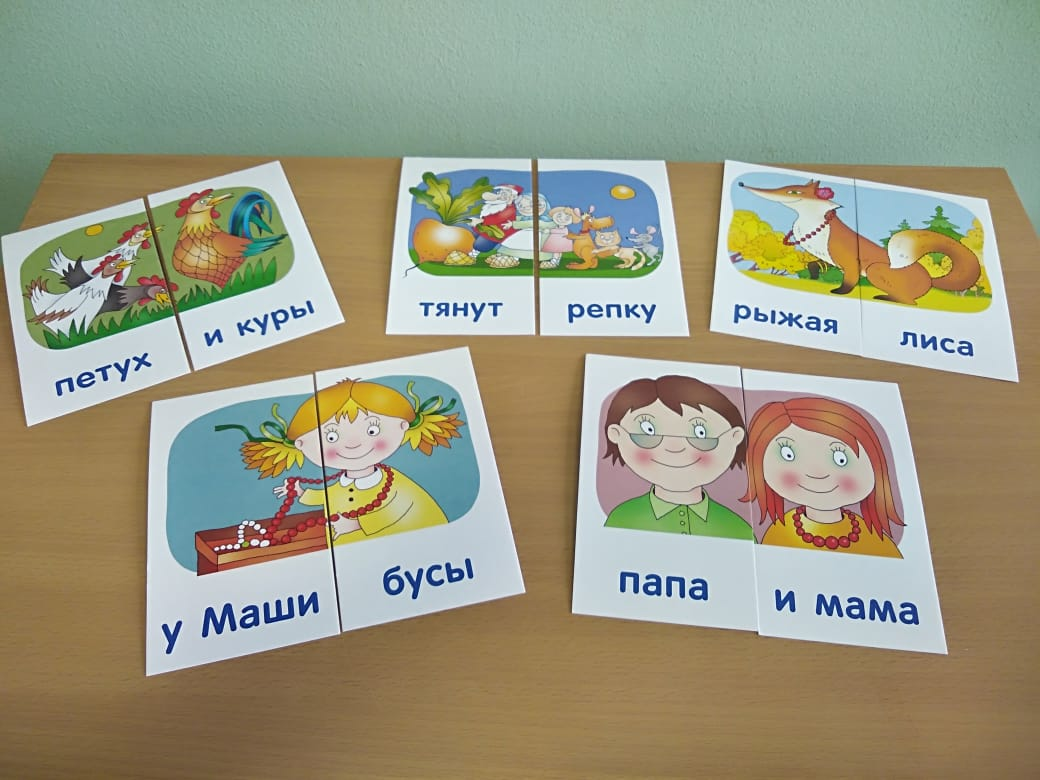 петух и куры
тянут репку
рыжая лиса
у Маши бусы
папа и мама